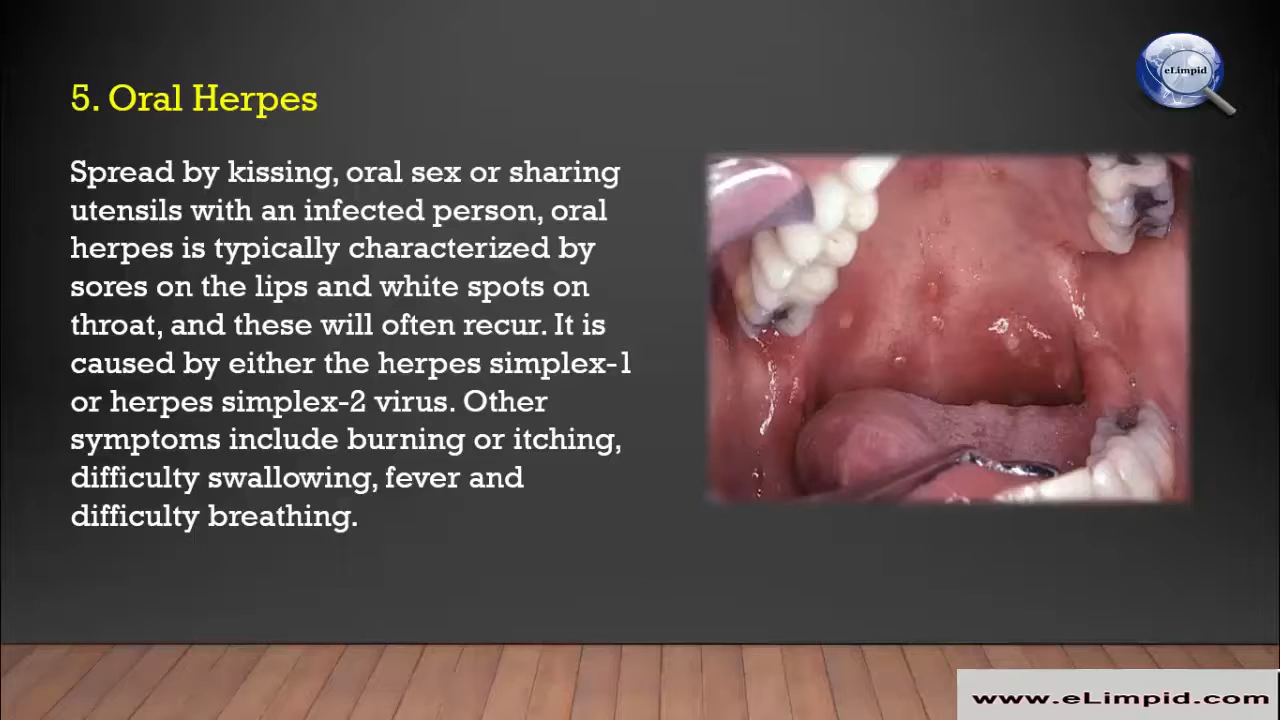 eLimpid
5. Oral Herpes
Spread by kissing, oral sex or sharing
utensils with an infected person, oral
herpes is typically characterized by
sores on the lips and white spots on
throat, and these will often recur. It is
caused by either the herpes simplex-1
or herpes simplex-2 virus. Other
symptoms include burning or itching,
difficulty swallowing, fever and
difficulty breathing.
www.eLimpid.com